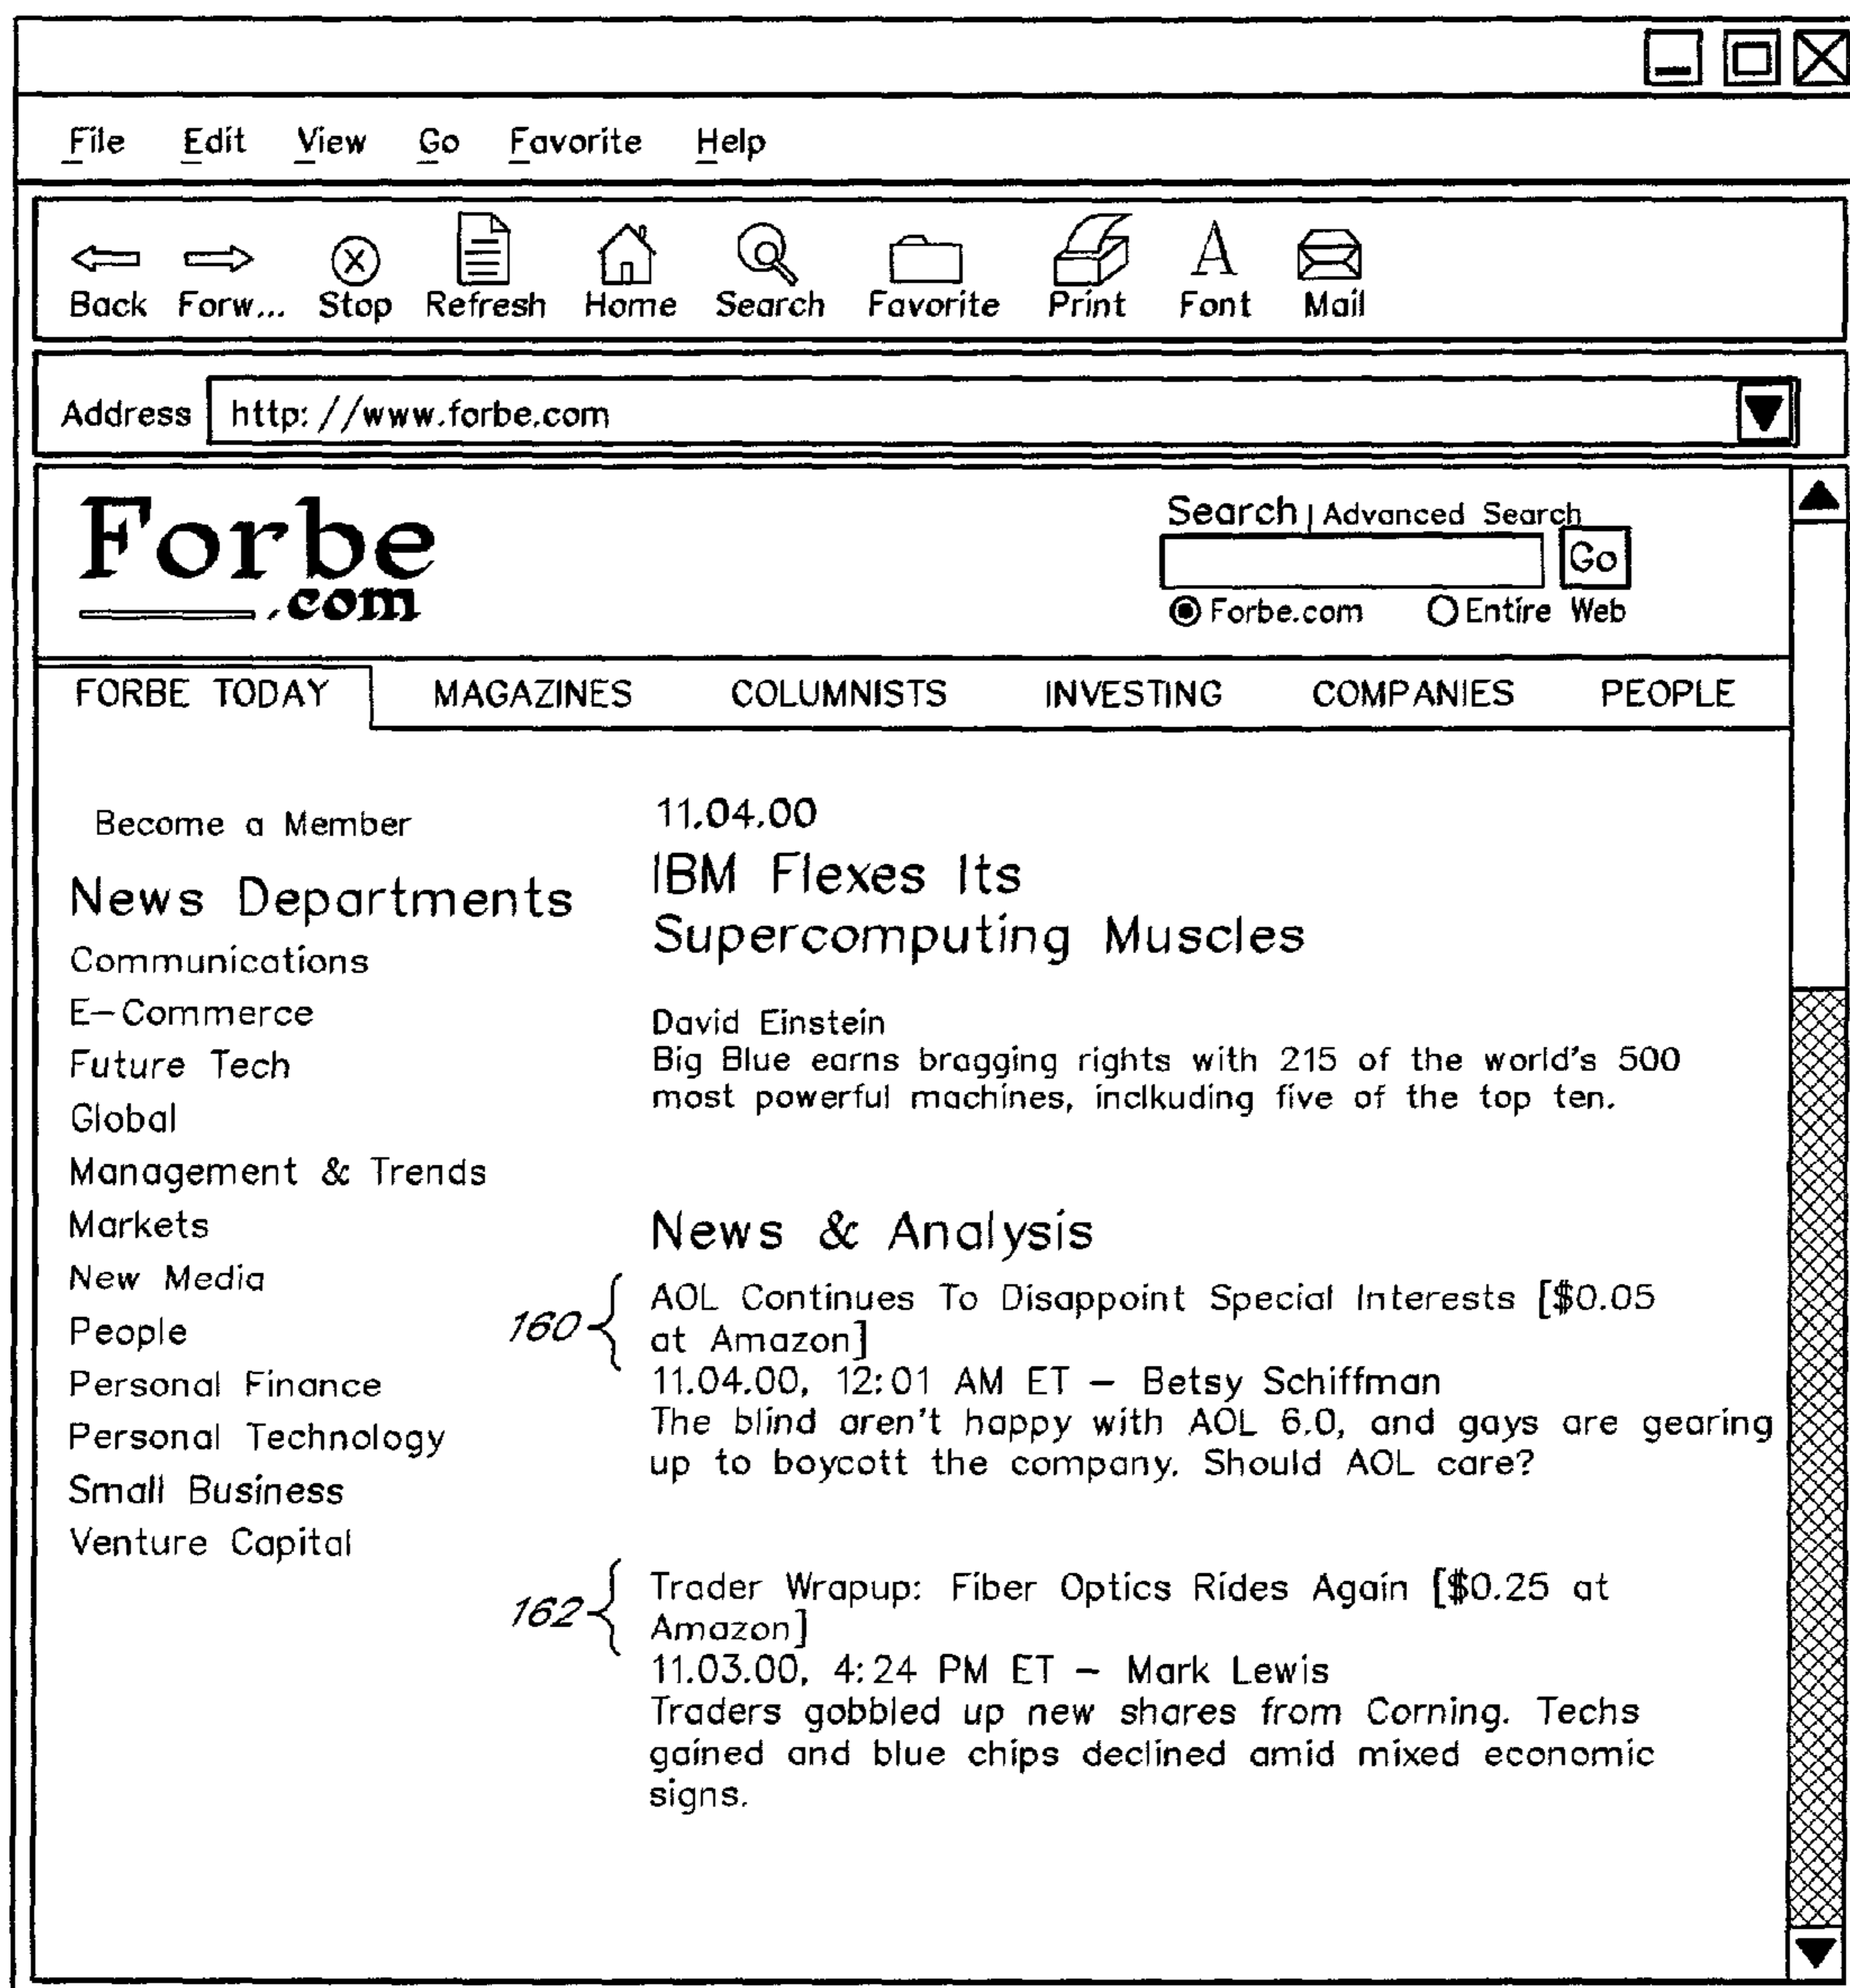 File Edit View Go Favorite Help
Back Forw... Stop Refresh Home Search Favorite Print Font Mail
Address http: //www.forbe.com
Forbe
.com
Search | Advanced Search
Go
Forbe.com Entire Web
FORBE TODAY MAGAZINES COLUMNISTS INVESTING COMPANIES PEOPLE
Become a Member
News Departments
Communications
E-Commerce
Future Tech
Global
Management & Trends
Markets
New Media
People
Personal Finance
Personal Technology
Small Business
Venture Capital
11.04.00
IBM Flexes Its
Supercomputing Muscles
David Einstein
Big Blue earns bragging rights with 215 of the world's 500
most powerful machines, inclkuding five of the top ten.
News & Analysis
160
AOL Continues To Disappoint Special Interests [$0.05
at Amazon]
11.04.00, 12:01 AM ET – Betsy Schiffman
The blind aren't happy with AOL 6.0, and gays are gearing
up to boycott the company. Should AOL care?
162
Trader Wrapup: Fiber Optics Rides Again [$0.25 at
Amazon]
11.03.00, 4:24 PM ET – Mark Lewis
Traders gobbled up new shares from Corning. Techs
gained and blue chips declined amid mixed economic
signs.